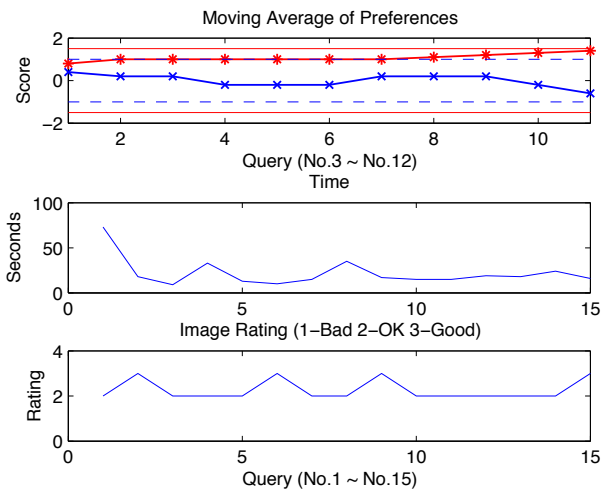 Moving Average of Preferences
2
0
−2
Score
2
4
6
8
10
Query (No.3 ~ No.12)
Time
100
50
0
Seconds
0
5
10
15
Image Rating (1−Bad 2−OK 3−Good)
4
2
0
Rating
0
5
10
15
Query (No.1 ~ No.15)